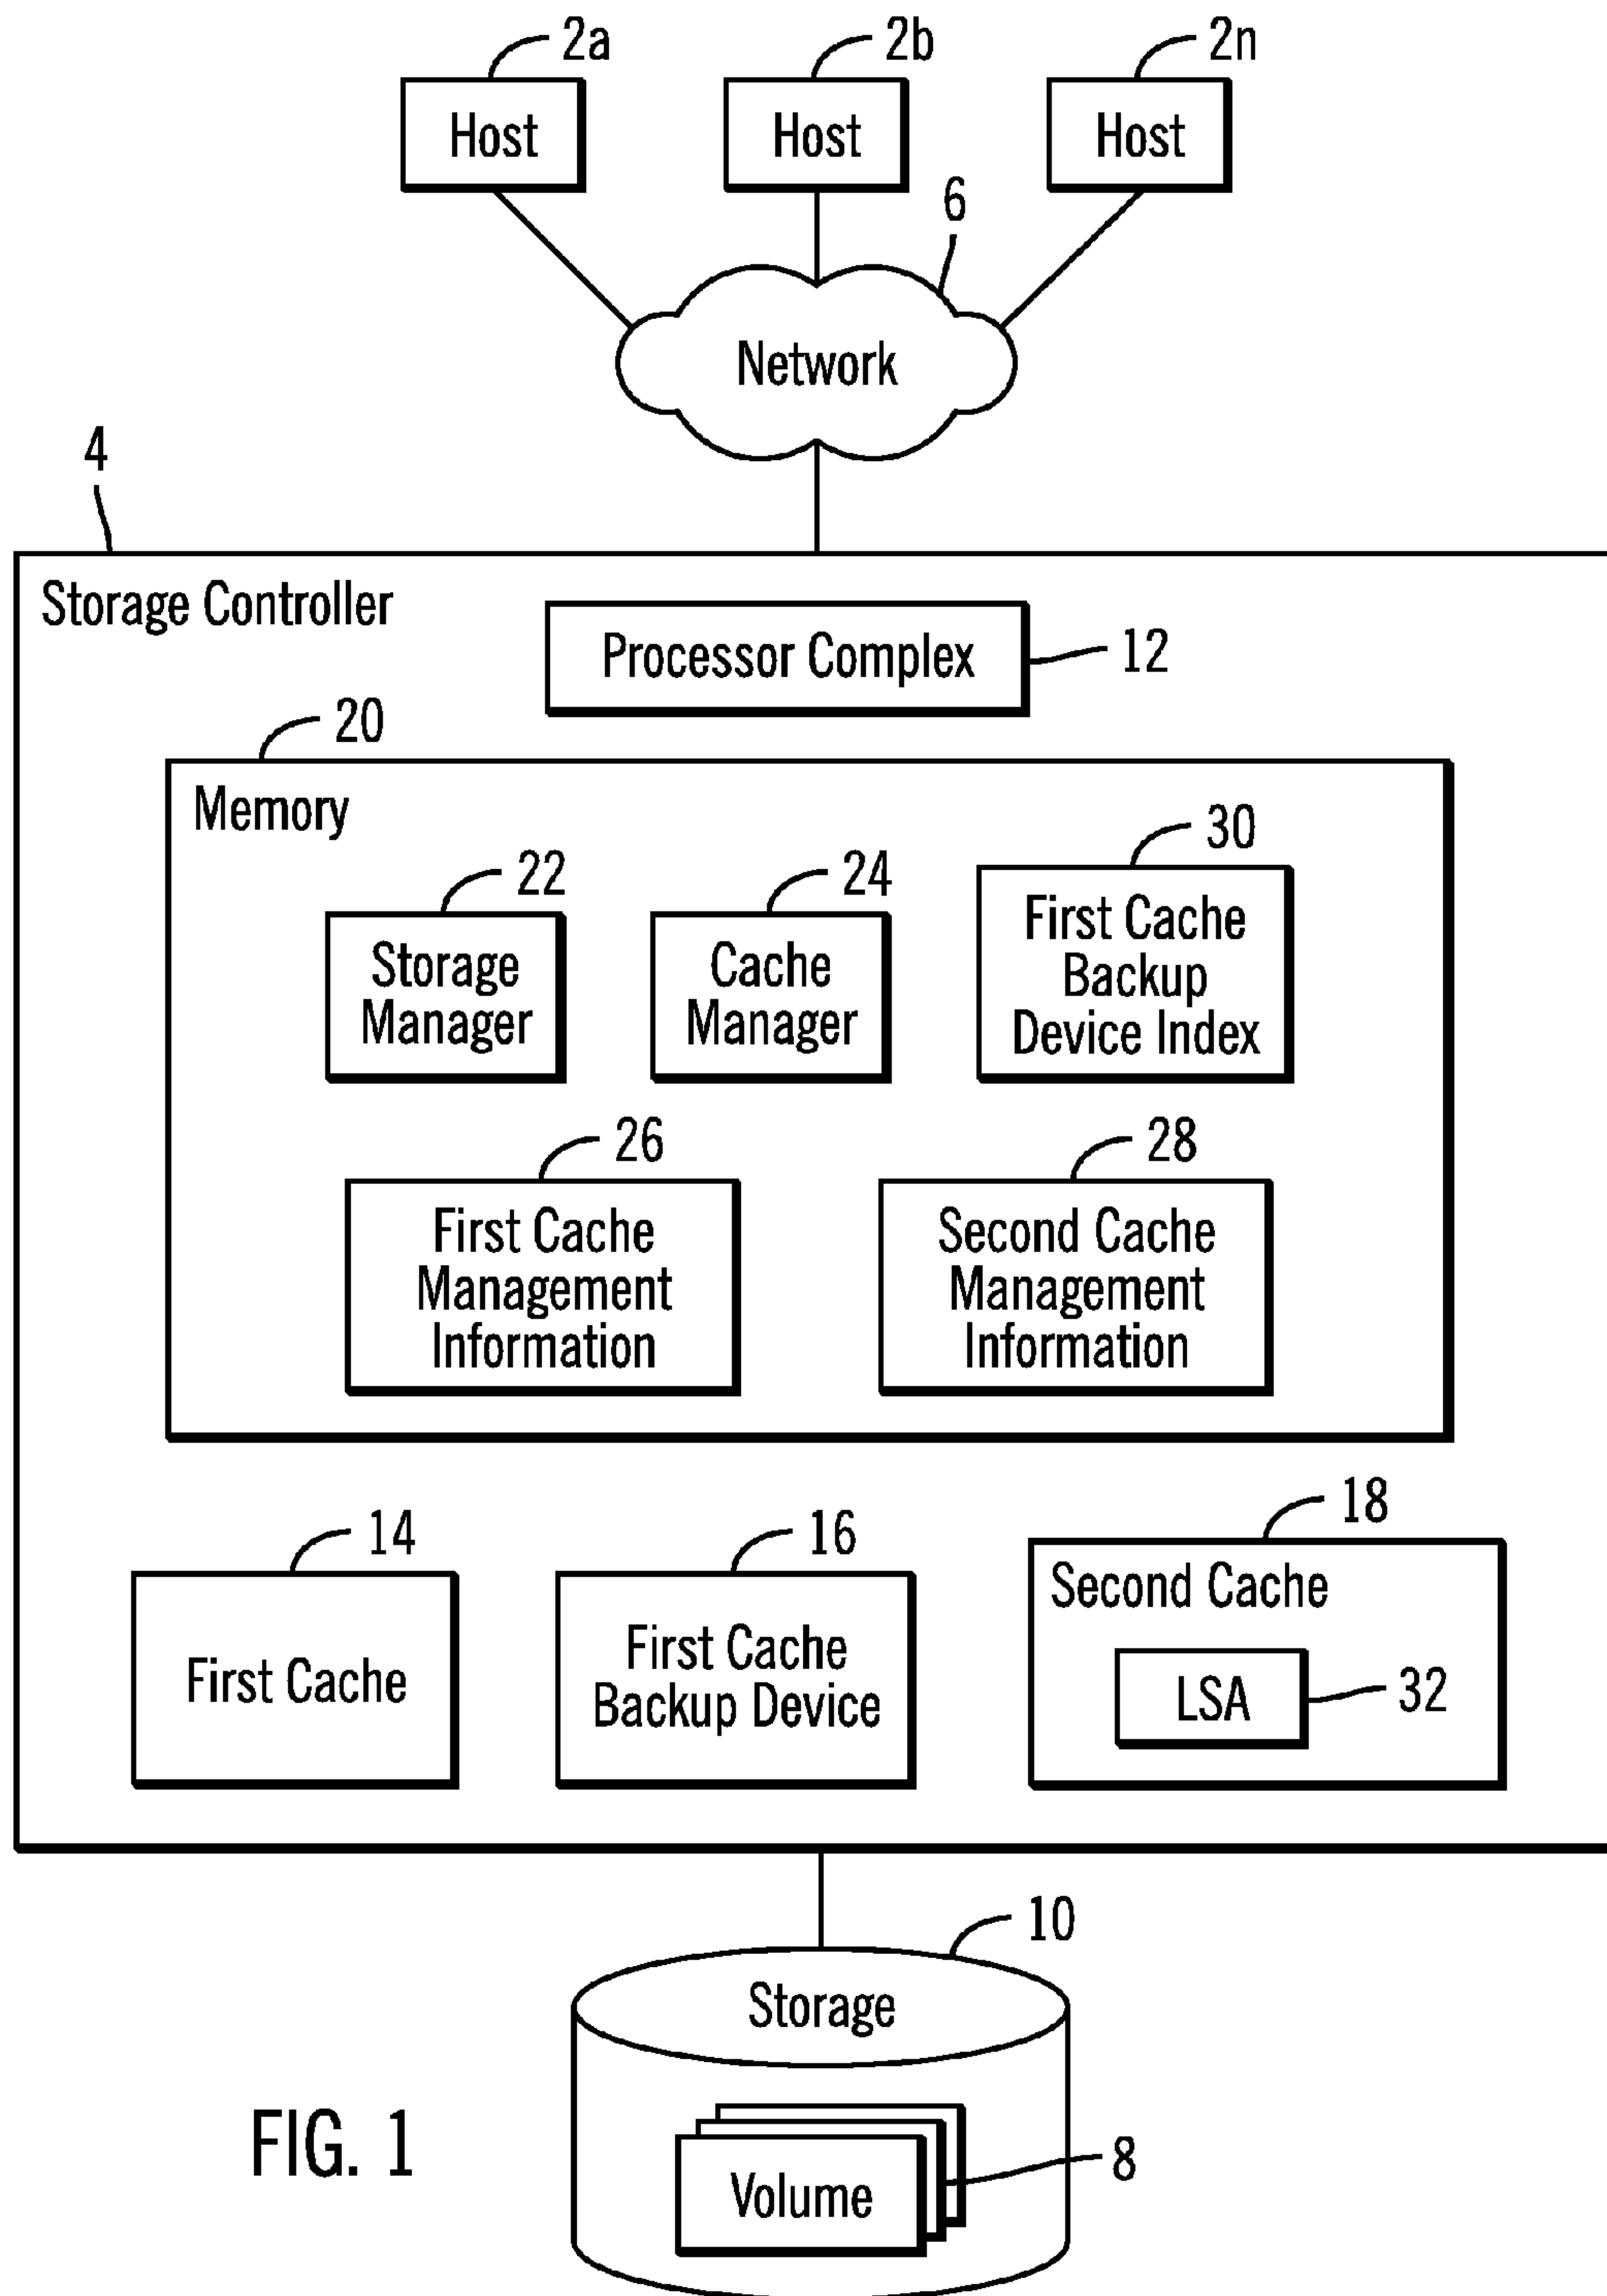 2a
2b
2n
Host
Host
Host
6
Network
4
Storage Controller
Processor Complex
12
20
Memory
22
24
30
Storage
Manager
Cache
Manager
First Cache
Backup
Device Index
26
28
First Cache
Management
Information
Second Cache
Management
Information
14
16
18
First Cache
First Cache
Backup Device
Second Cache
LSA
32
10
Storage
Volume
8
FIG. 1